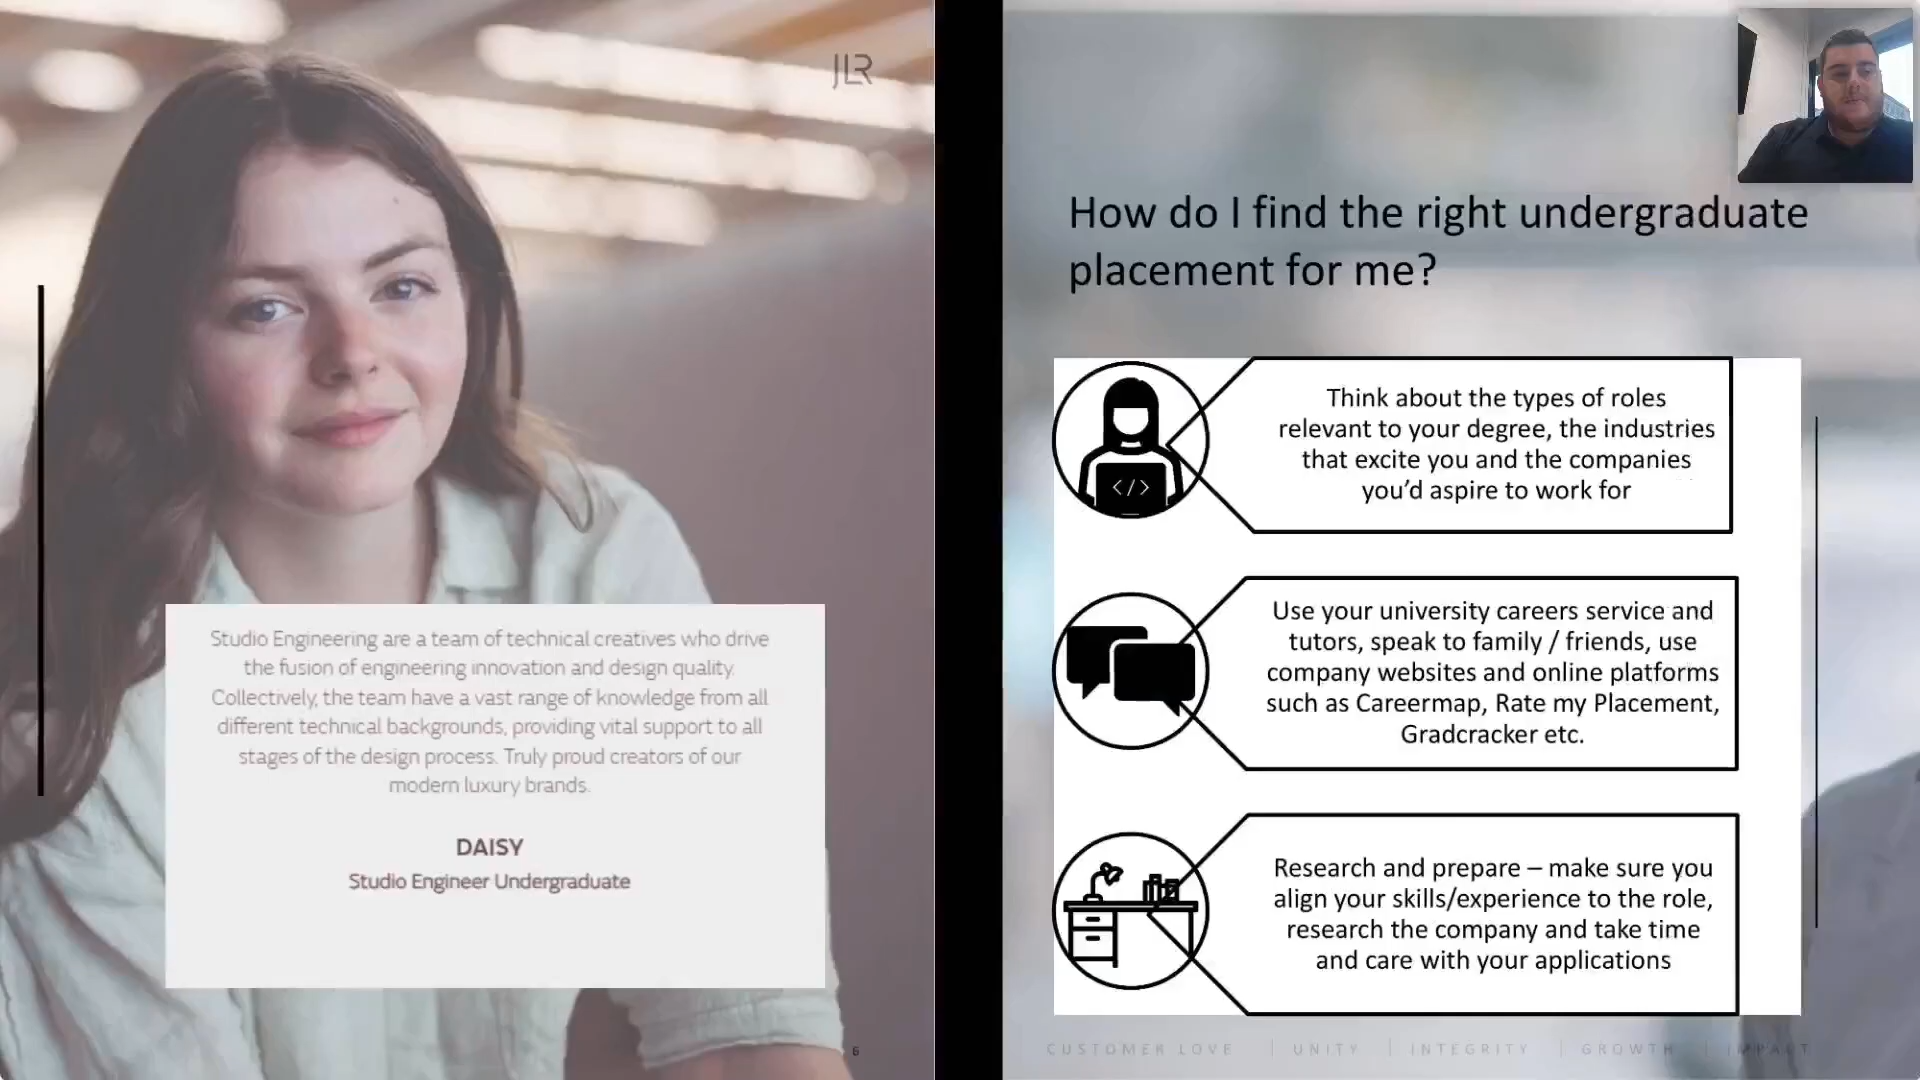 JLR
Studio Engineering are a team of technical creatives who drive
the fusion of engineering innovation and design quality.
Collectively, the team have a vast range of knowledge from all
different technical backgrounds, providing vital support to all
stages of the design process. Truly proud creators of our
modern luxury brands.
DAISY
Studio Engineer Undergraduate
6
How do I find the right undergraduate
placement for me?
</>
Think about the types of roles
relevant to your degree, the industries
that excite you and the companies
you’d aspire to work for
Use your university careers service and
tutors, speak to family / friends, use
company websites and online platforms
such as Careermap, Rate my Placement,
Gradcracker etc.
Research and prepare – make sure you
align your skills/experience to the role,
research the company and take time
and care with your applications
CUSTOMER LOVE | UNITY | INTEGRITY | GROWTH | IMPACT